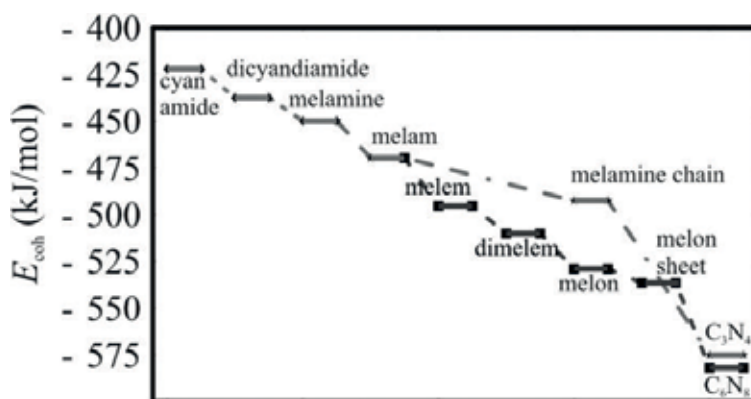 - 400
- 425
- 450
- 475
- 500
- 525
- 550
- 575
E_coh (kJ/mol)
cyan
amide
dicyandiamide
melamine
melam
melem
dimelem
melon
melamine chain
melon
sheet
C₃N₄
C₆N₈